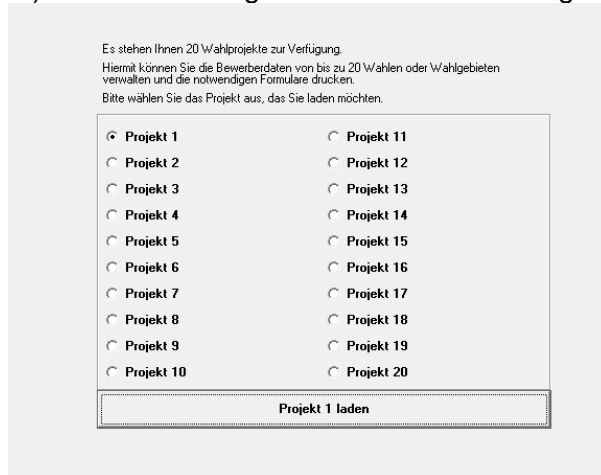 Es stehen Ihnen 20 Wahlprojekte zur Verfügung.
Hiermit können Sie die Bewerberdaten von bis zu 20 Wahlen oder Wahlgebieten
verwalten und die notwendigen Formulare drucken.
Bitte wählen Sie das Projekt aus, das Sie laden möchten.
Projekt 1
Projekt 2
Projekt 3
Projekt 4
Projekt 5
Projekt 6
Projekt 7
Projekt 8
Projekt 9
Projekt 10
Projekt 11
Projekt 12
Projekt 13
Projekt 14
Projekt 15
Projekt 16
Projekt 17
Projekt 18
Projekt 19
Projekt 20
Projekt 1 laden